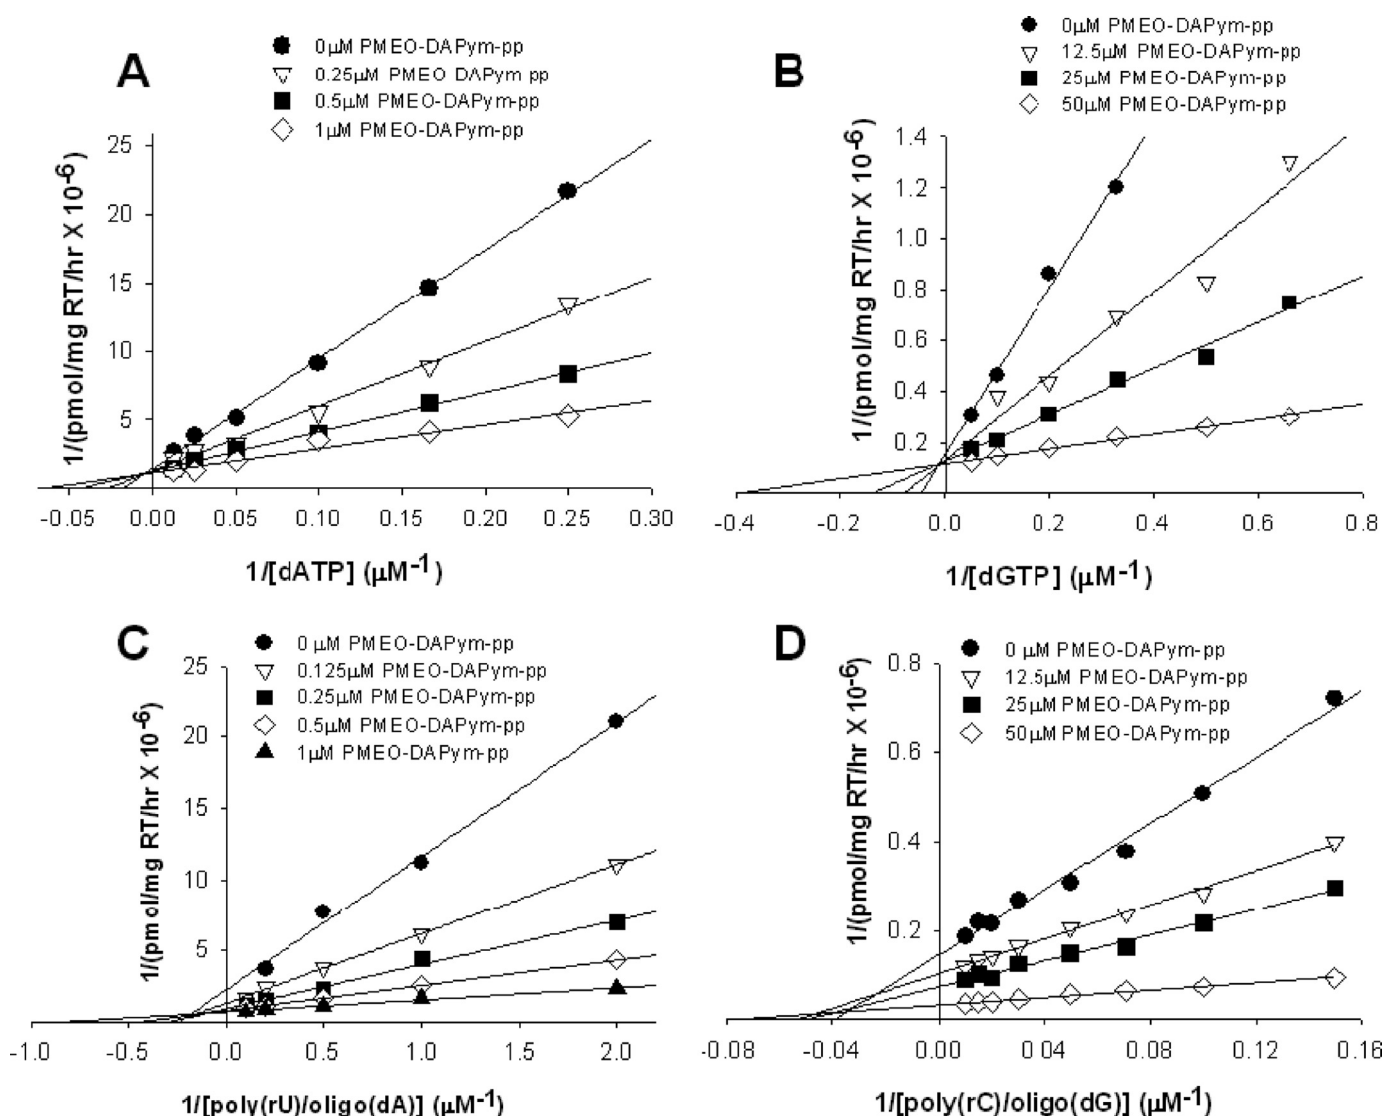 A
0μM PMEO-DAPym-pp
0.25μM PMEO DAPym pp
0.5μM PMEO-DAPym-pp
1μM PMEO-DAPym-pp
1/(pmol/mg RT/hr X 10-6)
25
20
15
10
5
-0.05 0.00 0.05 0.10 0.15 0.20 0.25 0.30
1/[dATP] (μM-1)
B
0μM PMEO-DAPym-pp
12.5μM PMEO-DAPym-pp
25μM PMEO-DAPym-pp
50μM PMEO-DAPym-pp
1/(pmol/mg RT/hr X 10-6)
1.4
1.2
1.0
0.8
0.6
0.4
0.2
-0.4 -0.2 0.0 0.2 0.4 0.6 0.8
1/[dGTP] (μM-1)
C
0 μM PMEO-DAPym-pp
0.125μM PMEO-DAPym-pp
0.25μM PMEO-DAPym-pp
0.5μM PMEO-DAPym-pp
1μM PMEO-DAPym-pp
1/(pmol/mg RT/hr X 10-6)
25
20
15
10
5
-1.0 -0.5 0.0 0.5 1.0 1.5 2.0
1/[poly(rU)/oligo(dA)] (μM-1)
D
0 μM PMEO-DAPym-pp
12.5μM PMEO-DAPym-pp
25μM PMEO-DAPym-pp
50μM PMEO-DAPym-pp
1/(pmol/mg RT/hr X 10-6)
0.8
0.6
0.4
0.2
-0.08 -0.04 0.00 0.04 0.08 0.12 0.16
1/[poly(rC)/oligo(dG)] (μM-1)